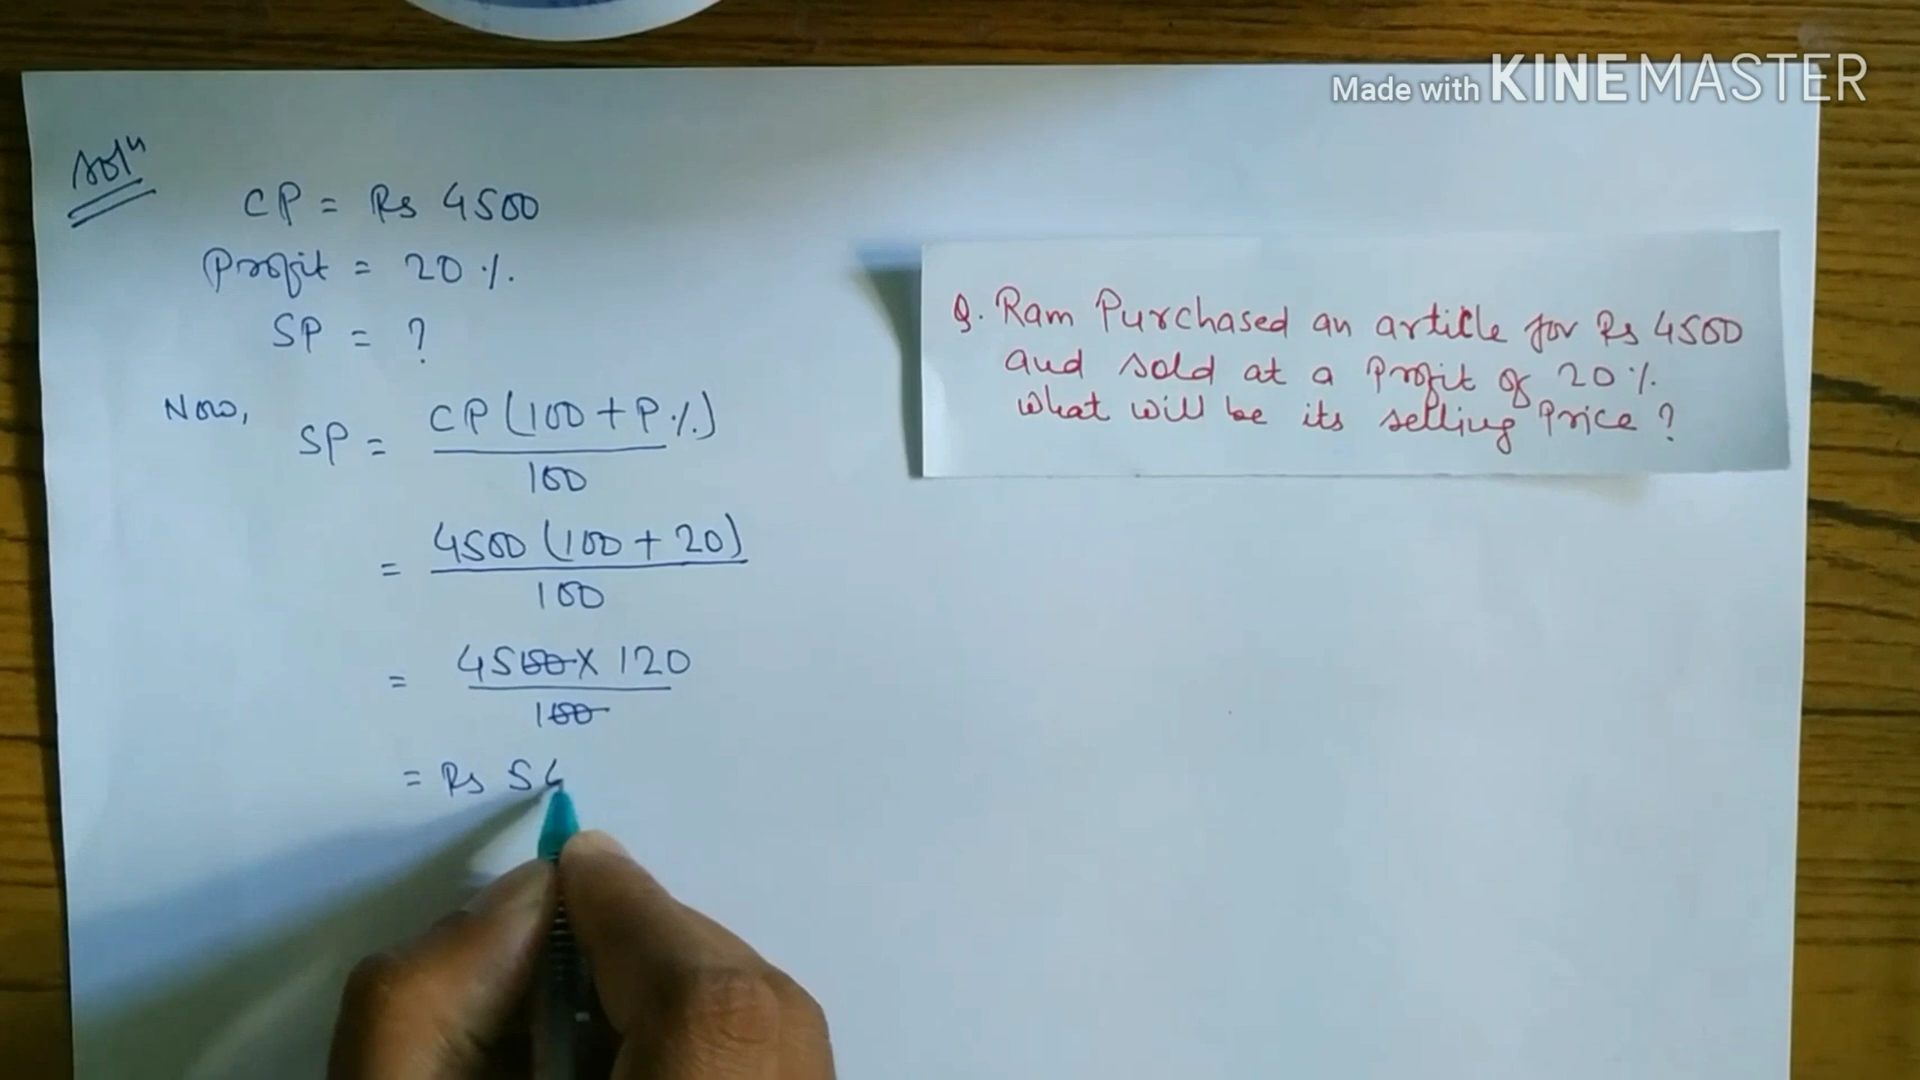 Made with KINEMASTER
Soln
CP = Rs 4500
Profit = 20 %.
SP = ?
Now,
SP = CP (100 + P %)
100
= 4500 (100 + 20)
100
= 4500 x 120
100
= Rs 54
Q. Ram Purchased an article for Rs 4500
and sold at a Profit of 20 %.
what will be its selling Price ?